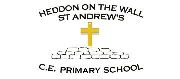 HEDDON ON THE WALL
ST ANDREW'S
C.E. PRIMARY SCHOOL